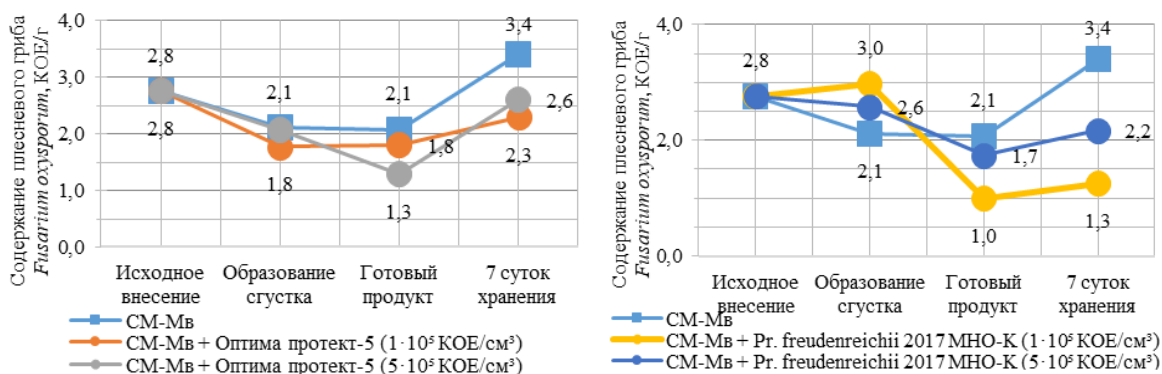 Содержание плесневого гриба
Fusarium oxysporum, КОЕ/г
4,0
3,0
2,0
1,0
0,0
2,8
2,8
2,1
1,8
2,1
1,8
1,3
3,4
2,6
2,3
Исходное
внесение
Образование
сгустка
Готовый
продукт
7 суток
хранения
СМ-Мв
СМ-Мв + Оптима протект-5 (1·10⁵ КОЕ/см³)
СМ-Мв + Оптима протект-5 (5·10⁵ КОЕ/см³)
Содержание плесневого гриба
Fusarium oxysporum, КОЕ/г
4,0
2,0
0,0
2,8
3,0
2,6
2,1
2,1
1,7
1,0
3,4
2,2
1,3
Исходное
внесение
Образование
сгустка
Готовый
продукт
7 суток
хранения
СМ-Мв
СМ-Мв + Pr. freudenreichii 2017 МНО-К (1·10⁵ КОЕ/см³)
СМ-Мв + Pr. freudenreichii 2017 МНО-К (5·10⁵ КОЕ/см³)